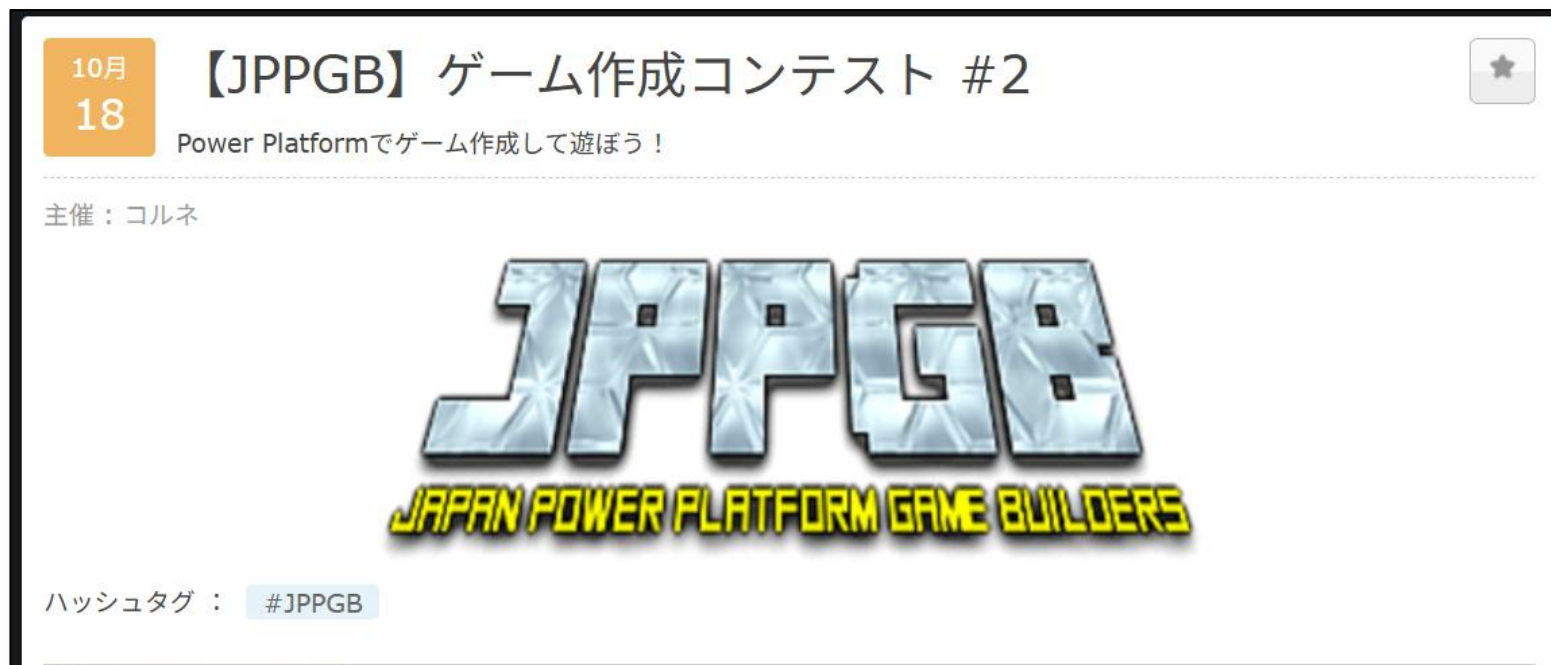 10月
18
【JPPGB】ゲーム作成コンテスト #2
Power Platformでゲーム作成して遊ぼう！
主催 : コルネ
JPPGB
JAPAN POWER PLATFORM GAME BUILDERS
ハッシュタグ ： #JPPGB